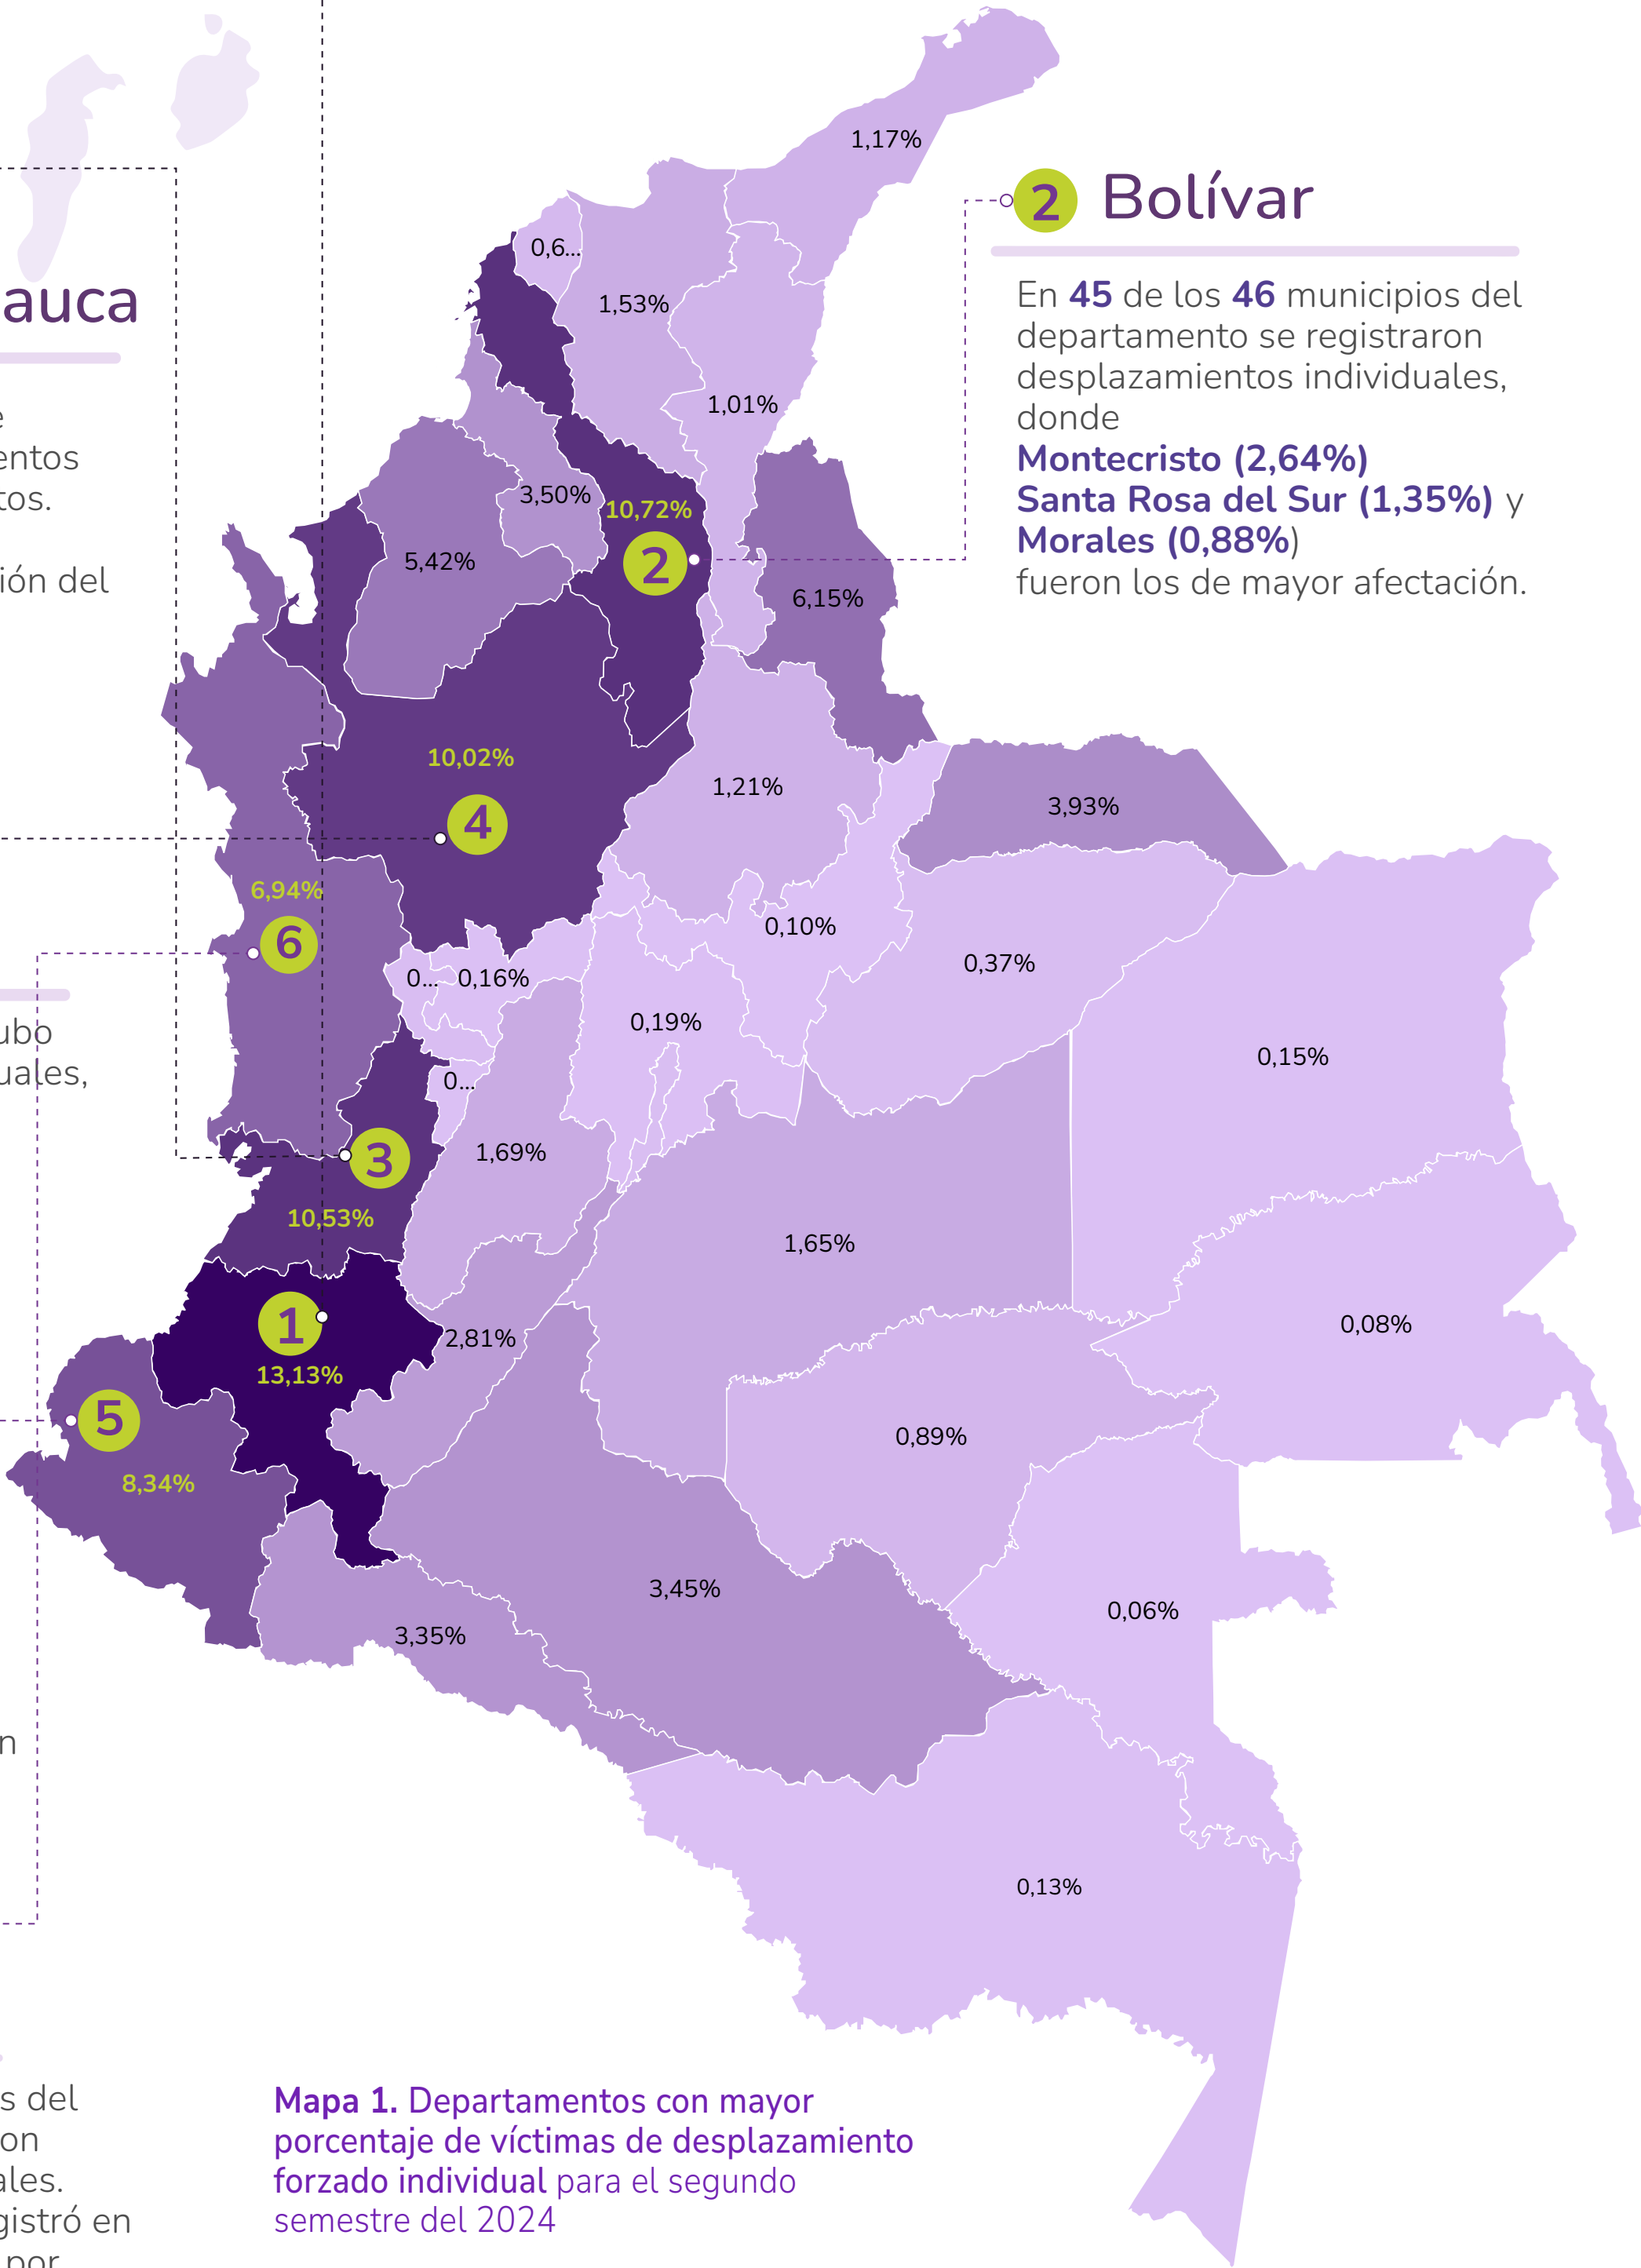 1,17%
2 Bolívar
En 45 de los 46 municipios del
departamento se registraron
desplazamientos individuales,
donde
Montecristo (2,64%)
Santa Rosa del Sur (1,35%) y
Morales (0,88%)
fueron los de mayor afectación.
auca
e
entos
tos.
ión del
0,6...
1,53%
1,01%
3,50%
10,72%
2
5,42%
6,15%
10,02%
4
1,21%
3,93%
6,94%
6
0,10%
0,37%
0...
0,16%
0,19%
ubo
uales,
0,15%
0...
3
1,69%
10,53%
1,65%
1
13,13%
2,81%
0,08%
5
8,34%
0,89%
3,45%
0,06%
3,35%
n
0,13%
s del
on
ales.
gistró en
por
Mapa 1. Departamentos con mayor
porcentaje de víctimas de desplazamiento
forzado individual para el segundo
semestre del 2024